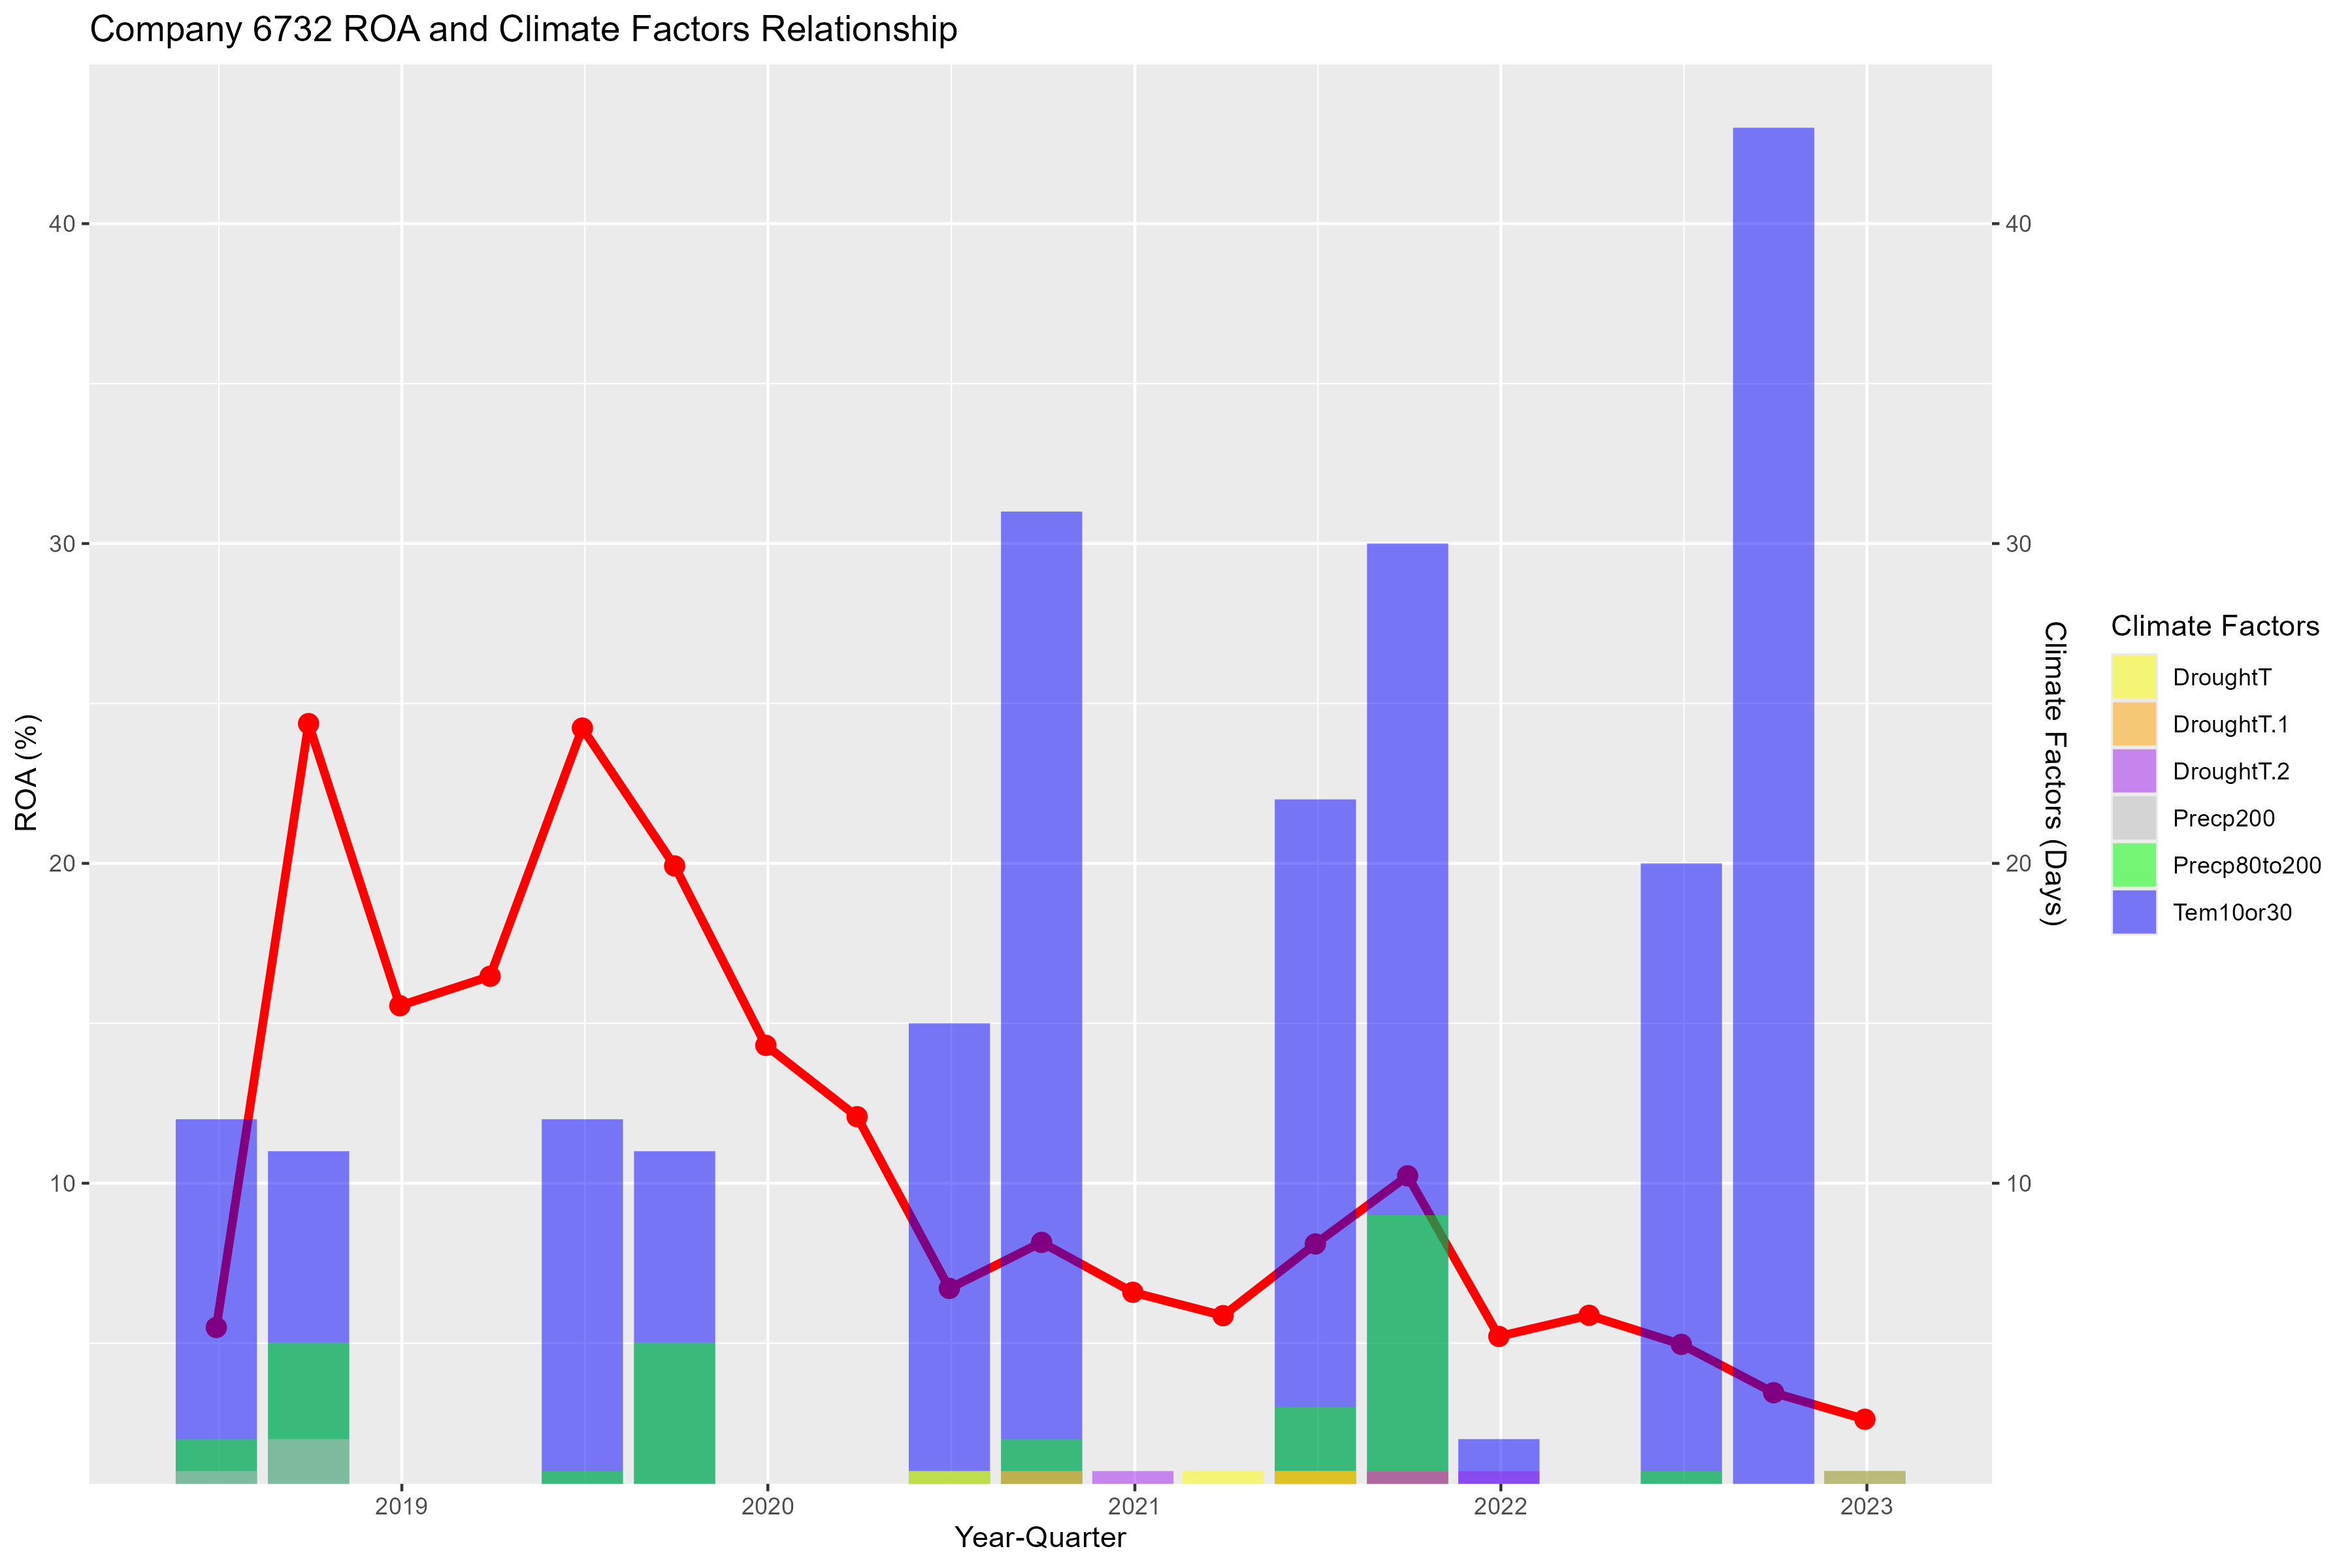 Company 6732 ROA and Climate Factors Relationship
ROA (%)
40
30
20
10
40
30
20
10
Climate Factors (Days)
2019
2020
2021
2022
2023
Year-Quarter
Climate Factors
DroughtT
DroughtT.1
DroughtT.2
Precp200
Precp80to200
Tem10or30